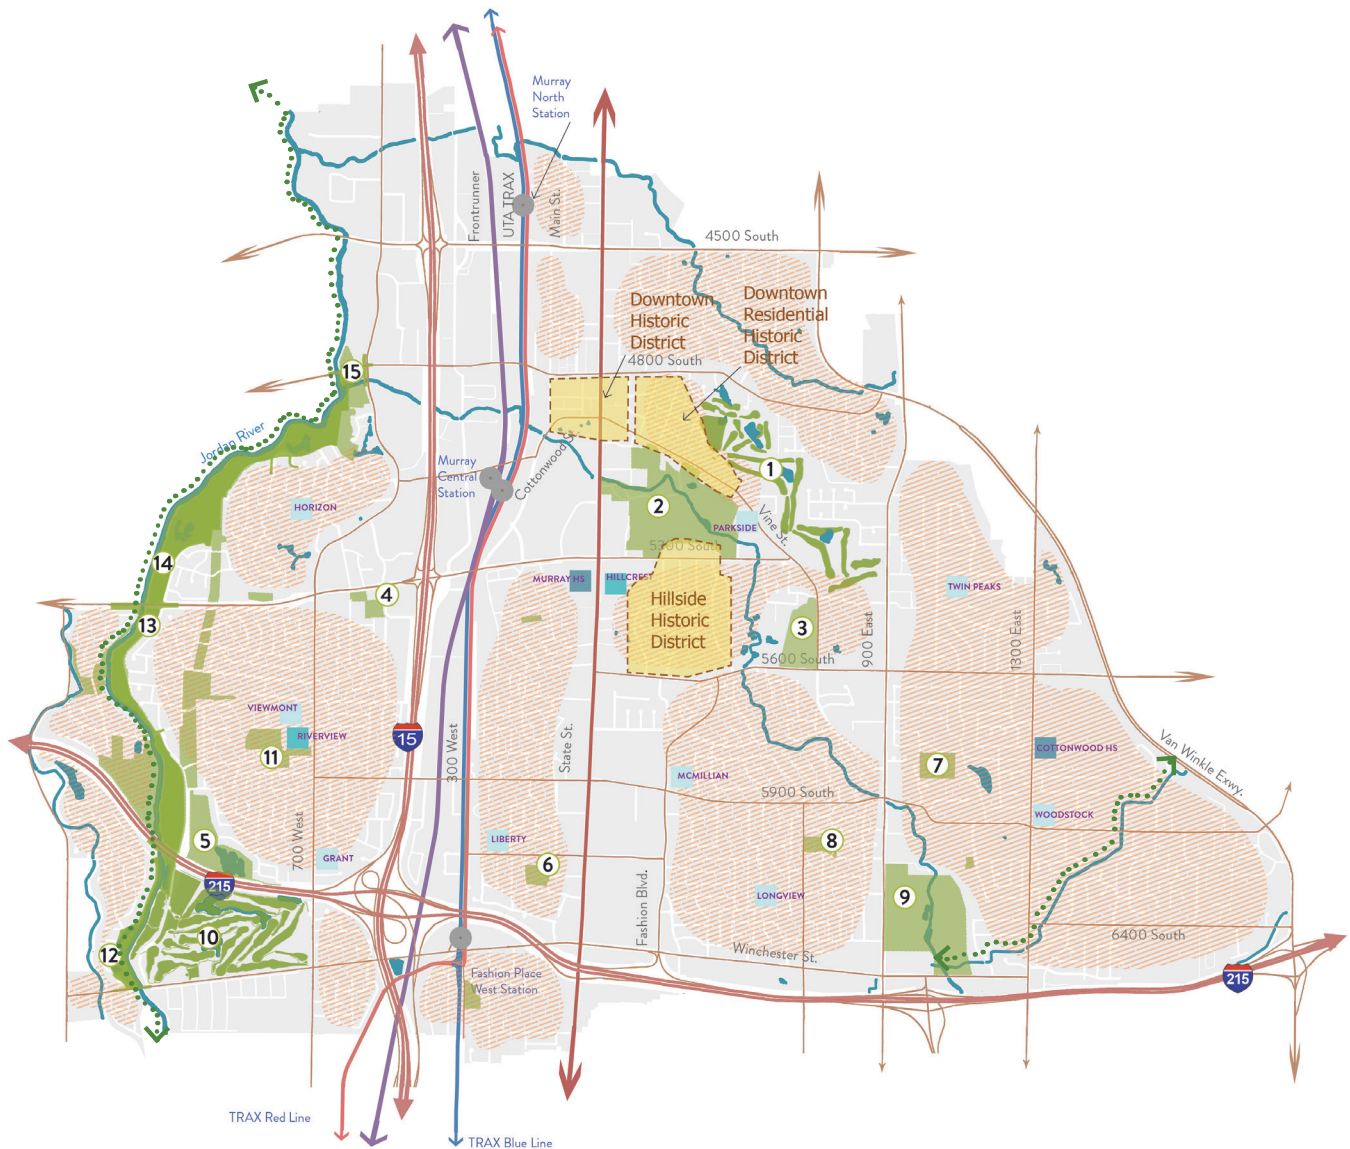 Murray
North
Station
Frontrunner
UTA TRAX
Main St.
4500 South
Downtown
Historic
District
Downtown
Residential
Historic
District
4800 South
15
Jordan River
Murray
Central
Station
Cottonwood St.
1
2
HORIZON
PARKSIDE
Vine St.
5300 South
14
MURRAY HS
HILLCREST
TWIN PEAKS
4
Hillside
Historic
District
13
3
900 East
1300 East
5600 South
VIEWMONT
RIVERVIEW
15
11
300 West
State St.
COTTONWOOD HS
Van Winkle Exwy.
7
MCMILLIAN
5900 South
WOODSTOCK
5
700 West
LIBERTY
8
GRANT
6
215
LONGVIEW
9
Fashion Blvd.
10
6400 South
12
Winchester St.
Fashion Place
West Station
215
TRAX Red Line
TRAX Blue Line